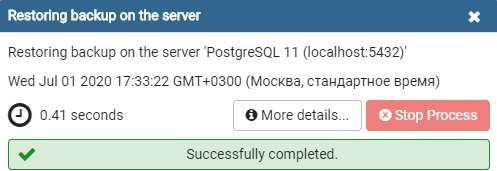 Restoring backup on the server
Restoring backup on the server 'PostgreSQL 11 (localhost:5432)'
Wed Jul 01 2020 17:33:22 GMT+0300 (Москва, стандартное время)
0.41 seconds More details... Stop Process
Successfully completed.